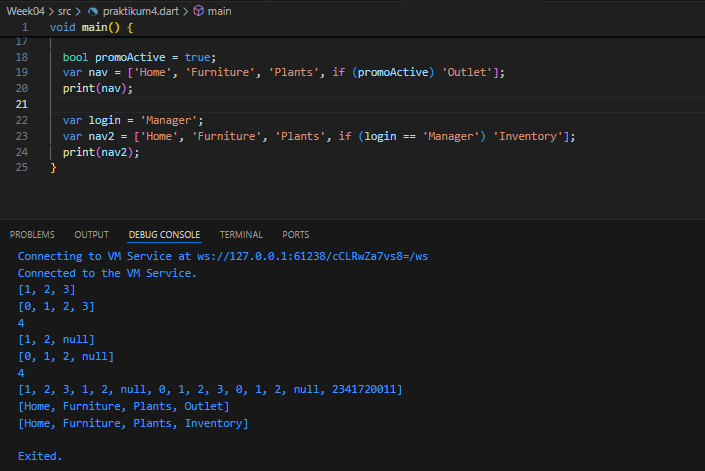 Week04 > src > praktikum4.dart > main
1 void main() {
17
18 bool promoActive = true;
19 var nav = ['Home', 'Furniture', 'Plants', if (promoActive) 'Outlet'];
20 print(nav);
21
22 var login = 'Manager';
23 var nav2 = ['Home', 'Furniture', 'Plants', if (login == 'Manager') 'Inventory'];
24 print(nav2);
25 }
PROBLEMS OUTPUT DEBUG CONSOLE TERMINAL PORTS
Connecting to VM Service at ws://127.0.0.1:61238/cCLRwZa7vs8=/ws
Connected to the VM Service.
[1, 2, 3]
[0, 1, 2, 3]
4
[1, 2, null]
[0, 1, 2, null]
4
[1, 2, 3, 1, 2, null, 0, 1, 2, 3, 0, 1, 2, null, 2341720011]
[Home, Furniture, Plants, Outlet]
[Home, Furniture, Plants, Inventory]
Exited.